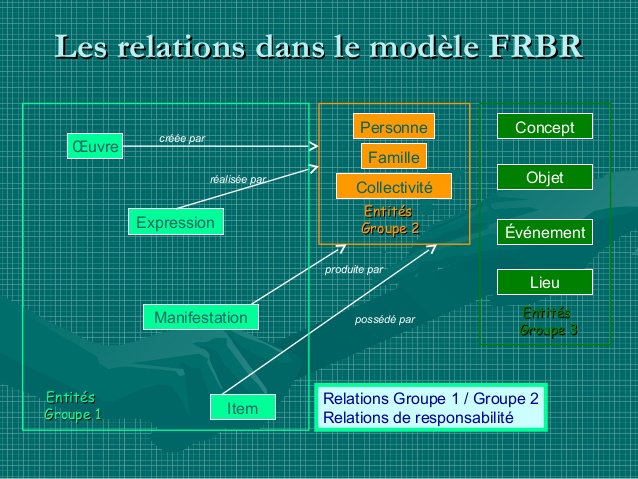 Les relations dans le modèle FRBR
Œuvre
créée par
Personne
Famille
Collectivité
Entités
Groupe 2
Concept
Objet
Événement
Lieu
Entités
Groupe 3
réalisée par
Expression
produite par
Manifestation
possédé par
Entités
Groupe 1
Item
Relations Groupe 1 / Groupe 2
Relations de responsabilité